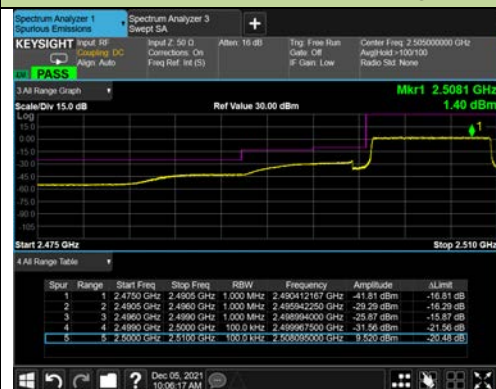 Spectrum Analyzer 1
Spurious Emissions
Spectrum Analyzer 3
Swept SA
+
KEYSIGHT
Input: RF
Coupling: DC
Align: Auto
Input Z: 50 Ω
Corrections: On
Freq Ref: Int (S)
Atten: 16 dB
Trig: Free Run
Gate: Off
IF Gain: Low
Center Freq: 2.505000000 GHz
Avg|Hold:>100/100
Radio Std: None
PASS
3 All Range Graph
Mkr1 2.5081 GHz
Scale/Div 15.0 dB
Ref Value 30.00 dBm
1.40 dBm
Log
15.0
0.00
-15.0
-30.0
-45.0
-60.0
-75.0
-90.0
-105
1
Start 2.475 GHz
Stop 2.510 GHz
4 All Range Table
Spur Range Start Freq Stop Freq RBW Frequency Amplitude ΔLimit
1 1 2.4750 GHz 2.4905 GHz 1.000 MHz 2.490412167 GHz -41.81 dBm -16.81 dB
2 2 2.4905 GHz 2.4960 GHz 1.000 MHz 2.495942250 GHz -29.29 dBm -16.29 dB
3 3 2.4960 GHz 2.4990 GHz 1.000 MHz 2.498994000 GHz -25.87 dBm -15.87 dB
4 4 2.4990 GHz 2.5000 GHz 100.0 kHz 2.499967500 GHz -31.56 dBm -21.56 dB
5 5 2.5000 GHz 2.5100 GHz 100.0 kHz 2.508095000 GHz 9.520 dBm -20.48 dB
?
Dec 05, 2021
10:06:17 AM